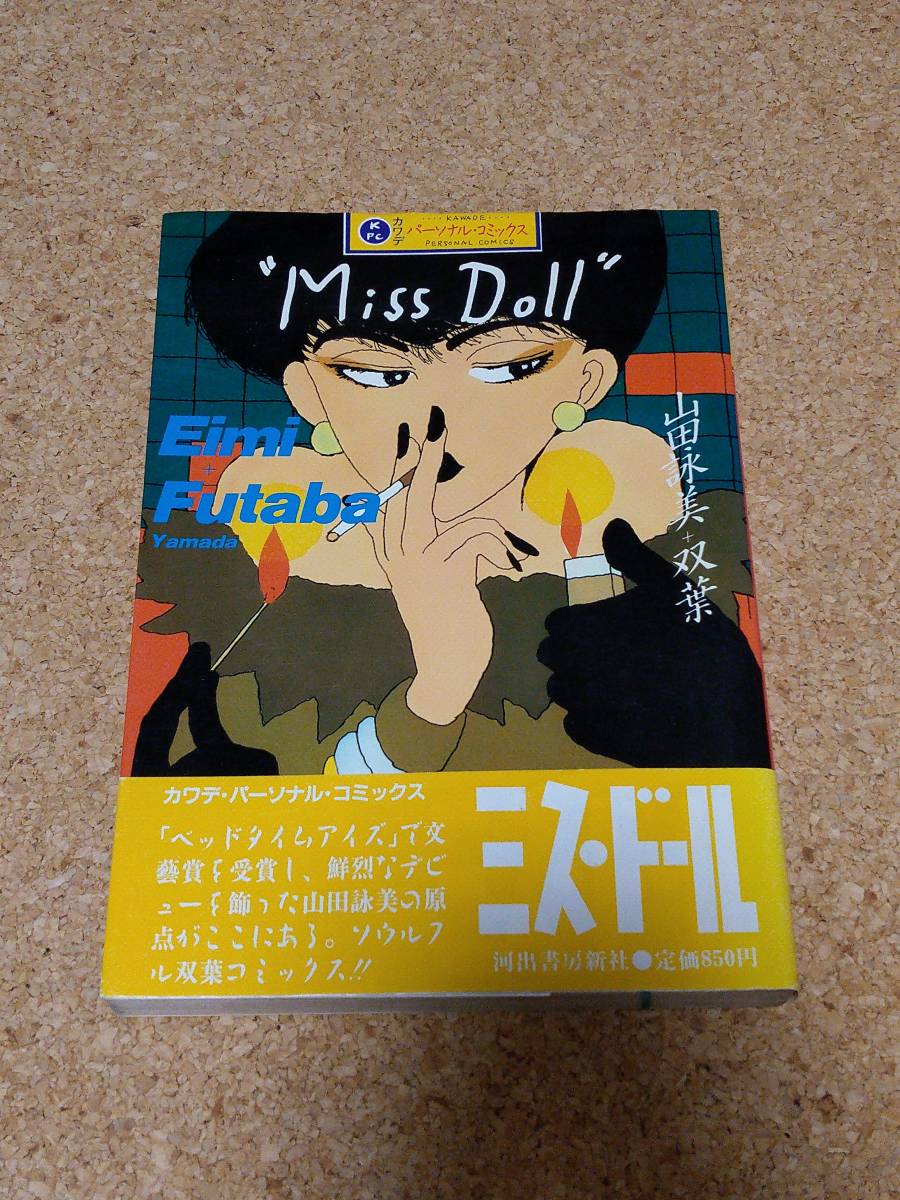 K
PC
カワデ
････KAWADE････
パーソナル・コミックス
PERSONAL COMICS
"Miss Doll"
Eimi
+
Futaba
Yamada
山田詠美+双葉
カワデ・パーソナル・コミックス
「ベッドタイムアイズ」で文
藝賞を受賞し、鮮烈なデビ
ューを飾った山田詠美の原
点がここにある。ソウルフ
ル双葉コミックス!!
ミス・ドール
河出書房新社●定価850円